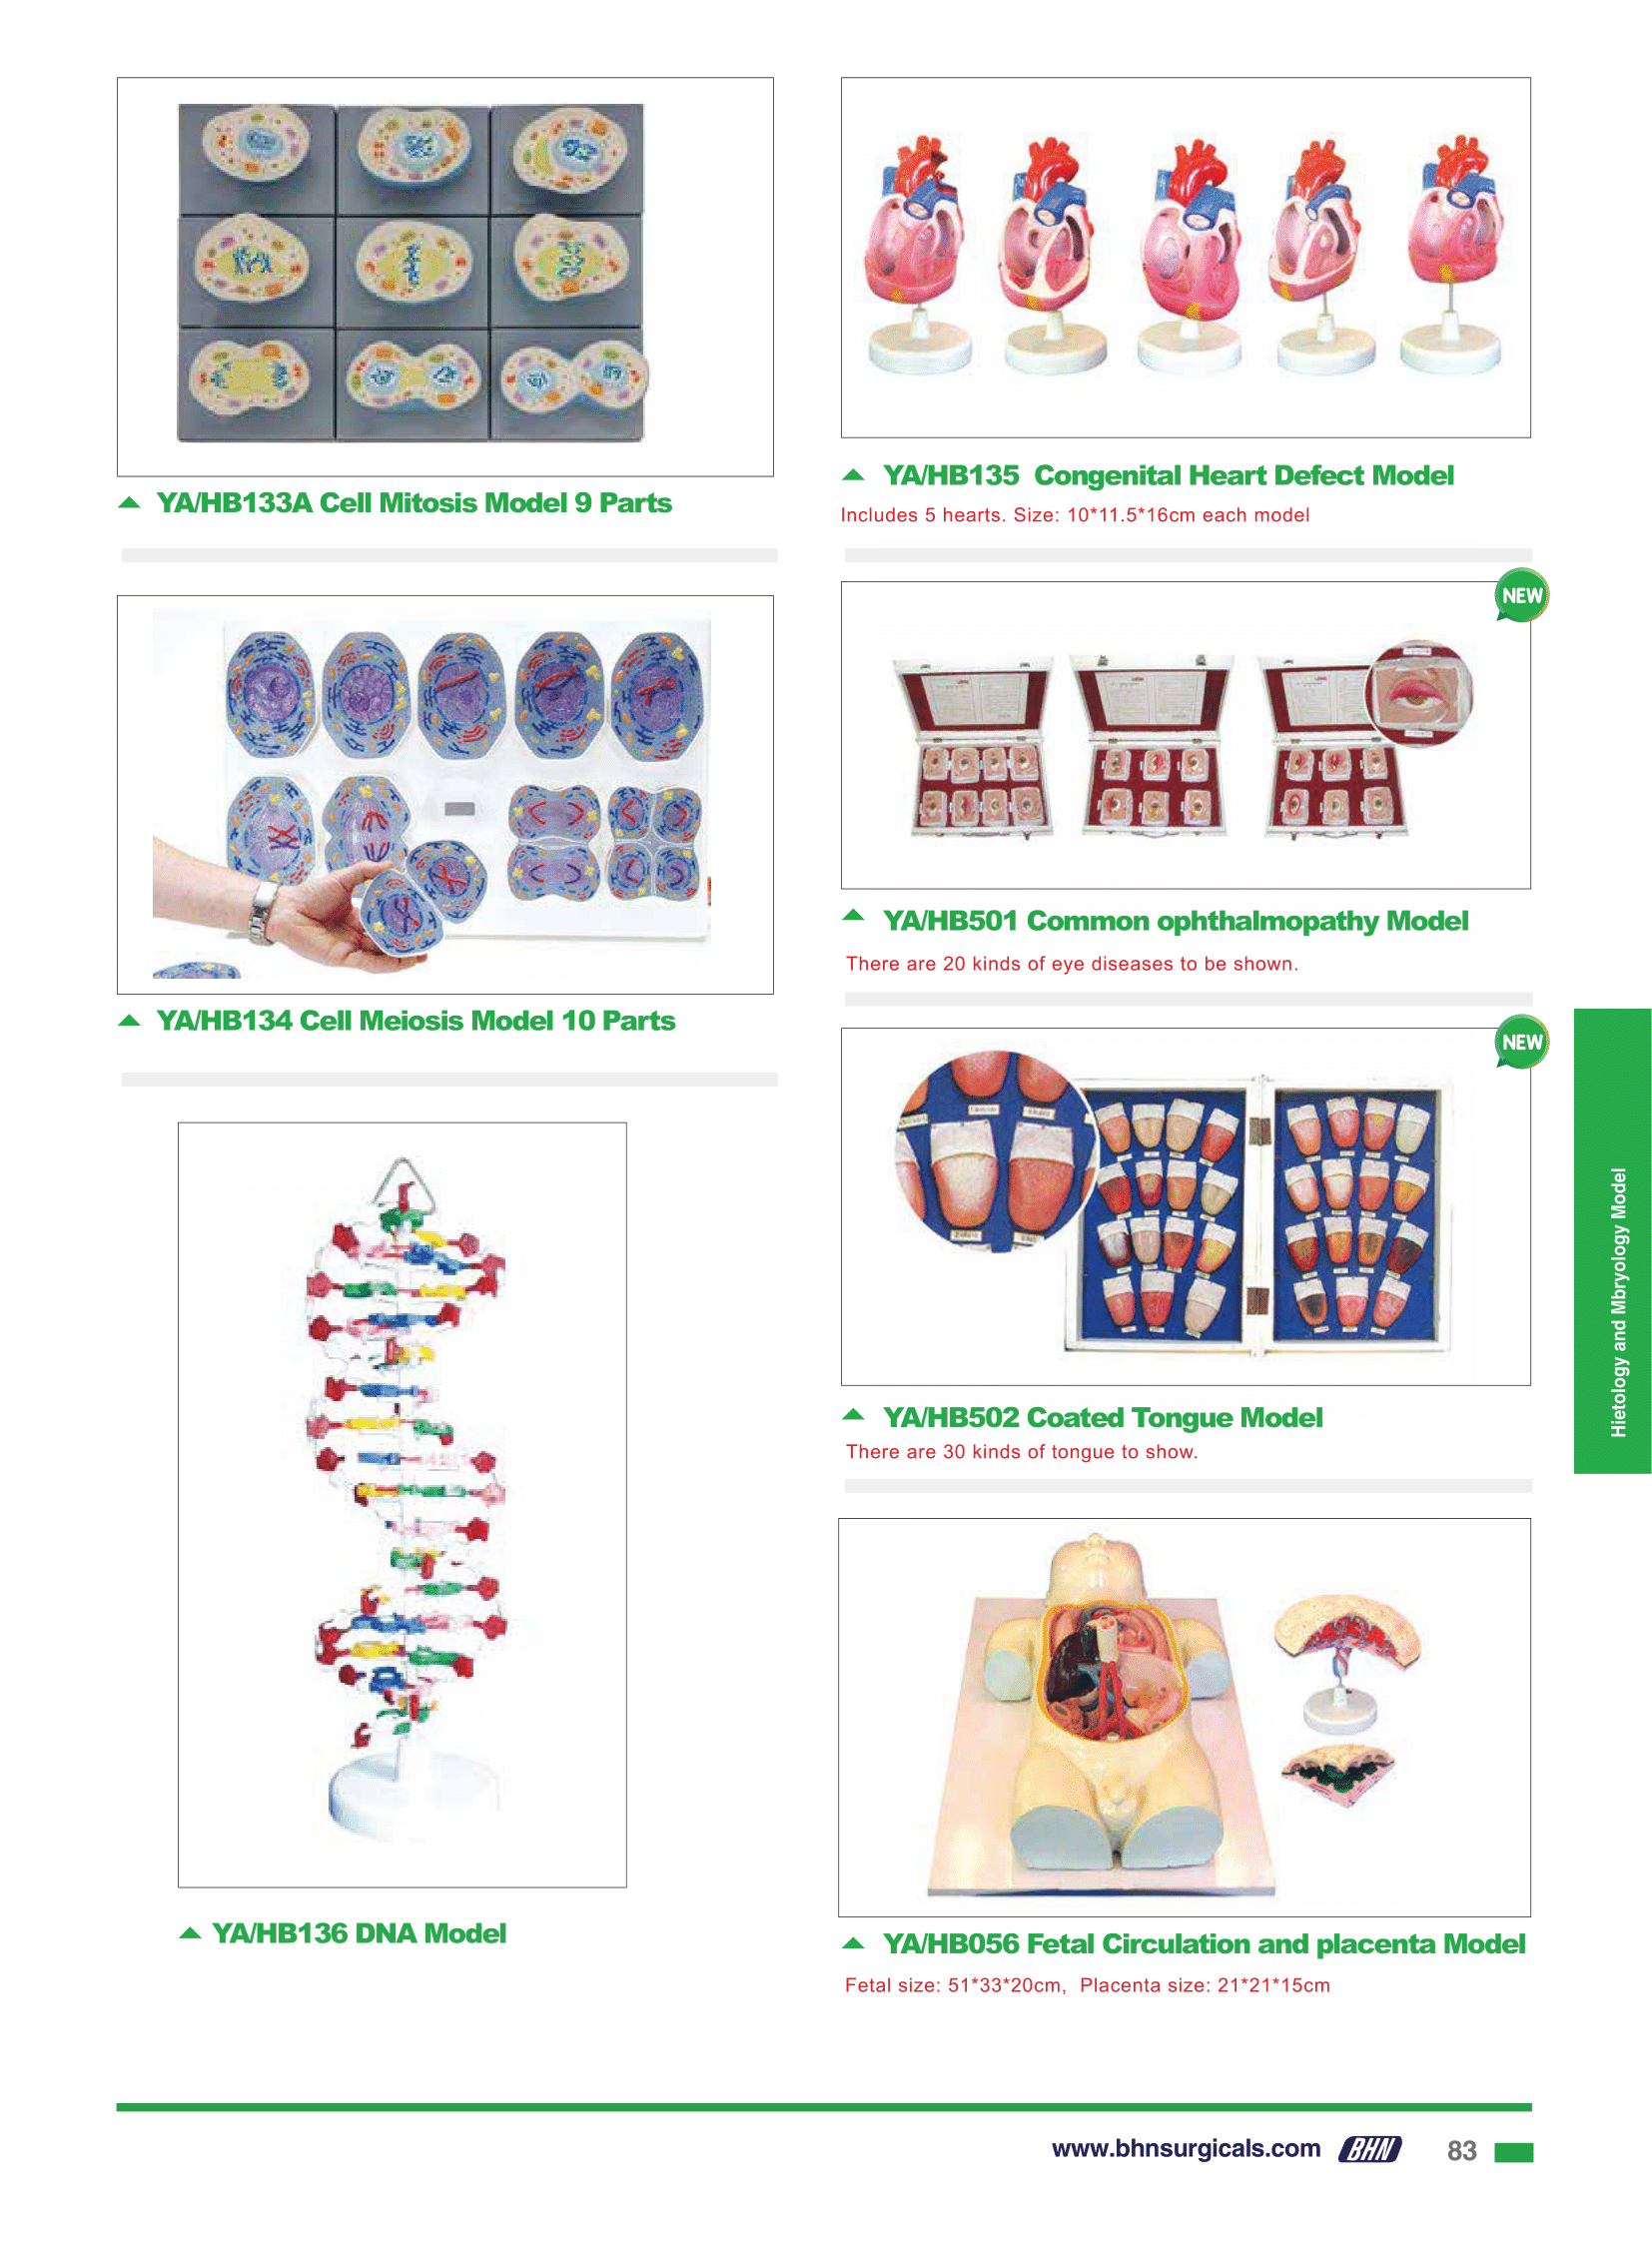 YA/HB133A Cell Mitosis Model 9 Parts
YA/HB134 Cell Meiosis Model 10 Parts
YA/HB136 DNA Model
YA/HB135 Congenital Heart Defect Model
Includes 5 hearts. Size: 10*11.5*16cm each model
NEW
YA/HB501 Common ophthalmopathy Model
There are 20 kinds of eye diseases to be shown.
NEW
YA/HB502 Coated Tongue Model
There are 30 kinds of tongue to show.
YA/HB056 Fetal Circulation and placenta Model
Fetal size: 51*33*20cm, Placenta size: 21*21*15cm
Hietology and Mbryology Model
www.bhnsurgicals.com BHN 83